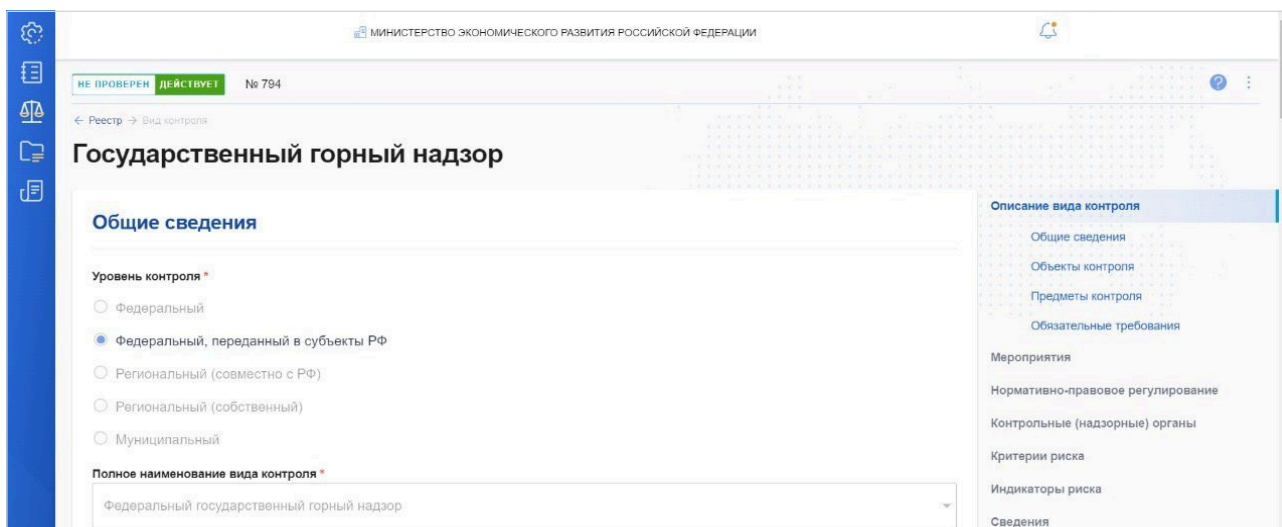 МИНИСТЕРСТВО ЭКОНОМИЧЕСКОГО РАЗВИТИЯ РОССИЙСКОЙ ФЕДЕРАЦИИ
НЕ ПРОВЕРЕН ДЕЙСТВУЕТ № 794
← Реестр → Вид контроля
Государственный горный надзор
Общие сведения
Уровень контроля *
Федеральный
Федеральный, переданный в субъекты РФ
Региональный (совместно с РФ)
Региональный (собственный)
Муниципальный
Полное наименование вида контроля *
Федеральный государственный горный надзор
Описание вида контроля
Общие сведения
Объекты контроля
Предметы контроля
Обязательные требования
Мероприятия
Нормативно-правовое регулирование
Контрольные (надзорные) органы
Критерии риска
Индикаторы риска
Сведения